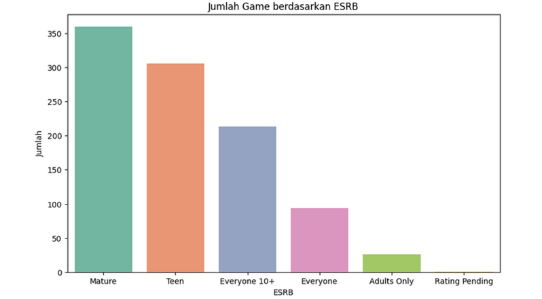 Jumlah Game berdasarkan ESRB
350
300
250
200
150
100
50
0
Jumlah
Mature Teen Everyone 10+ Everyone Adults Only Rating Pending
ESRB